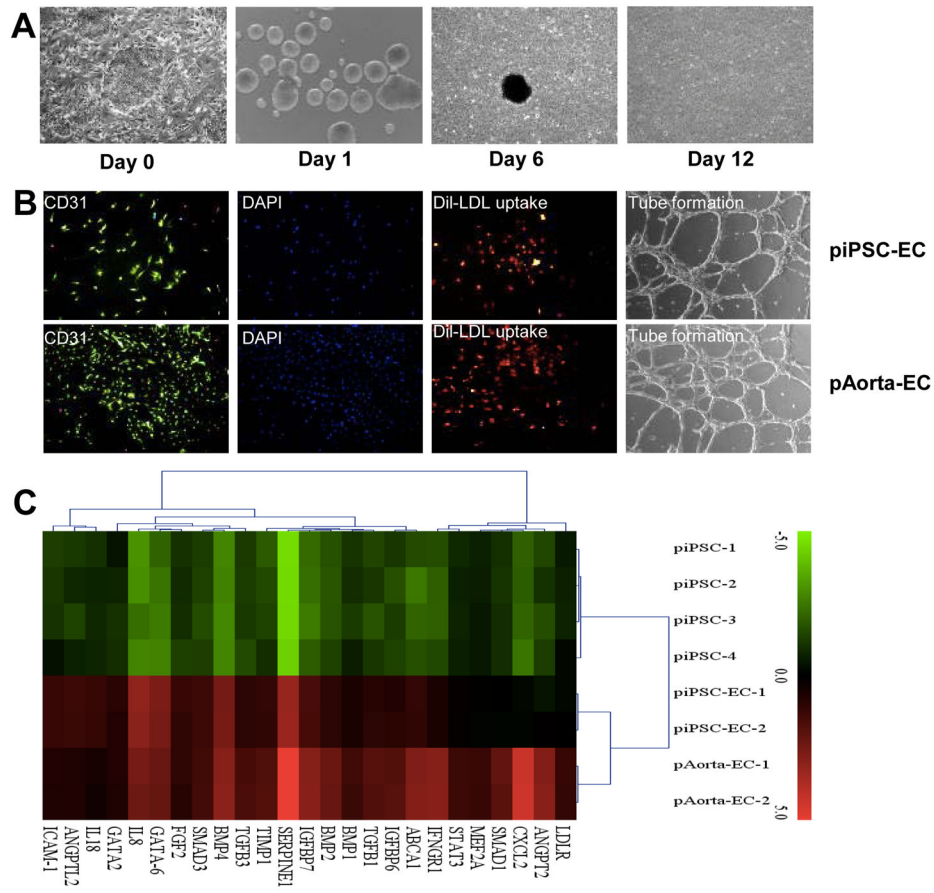 A
Day 0
Day 1
Day 6
Day 12
B
CD31
DAPI
Dil-LDL uptake
Tube formation
piPSC-EC
CD31
DAPI
Dil-LDL uptake
Tube formation
pAorta-EC
C
piPSC-1
piPSC-2
piPSC-3
piPSC-4
piPSC-EC-1
piPSC-EC-2
pAorta-EC-1
pAorta-EC-2
-5.0
0.0
5.0
ICAM-1
ANGPTL2
IL18
GATA2
IL8
GATA-6
FGF2
SMAD3
BMP4
TGFB3
TIMP1
SERPINE1
IGFBP7
BMP2
BMP1
TGFB1
IGFBP6
ABCA1
IFNGR1
STAT3
MEF2A
SMAD1
CXCL2
ANGPT2
LDLR